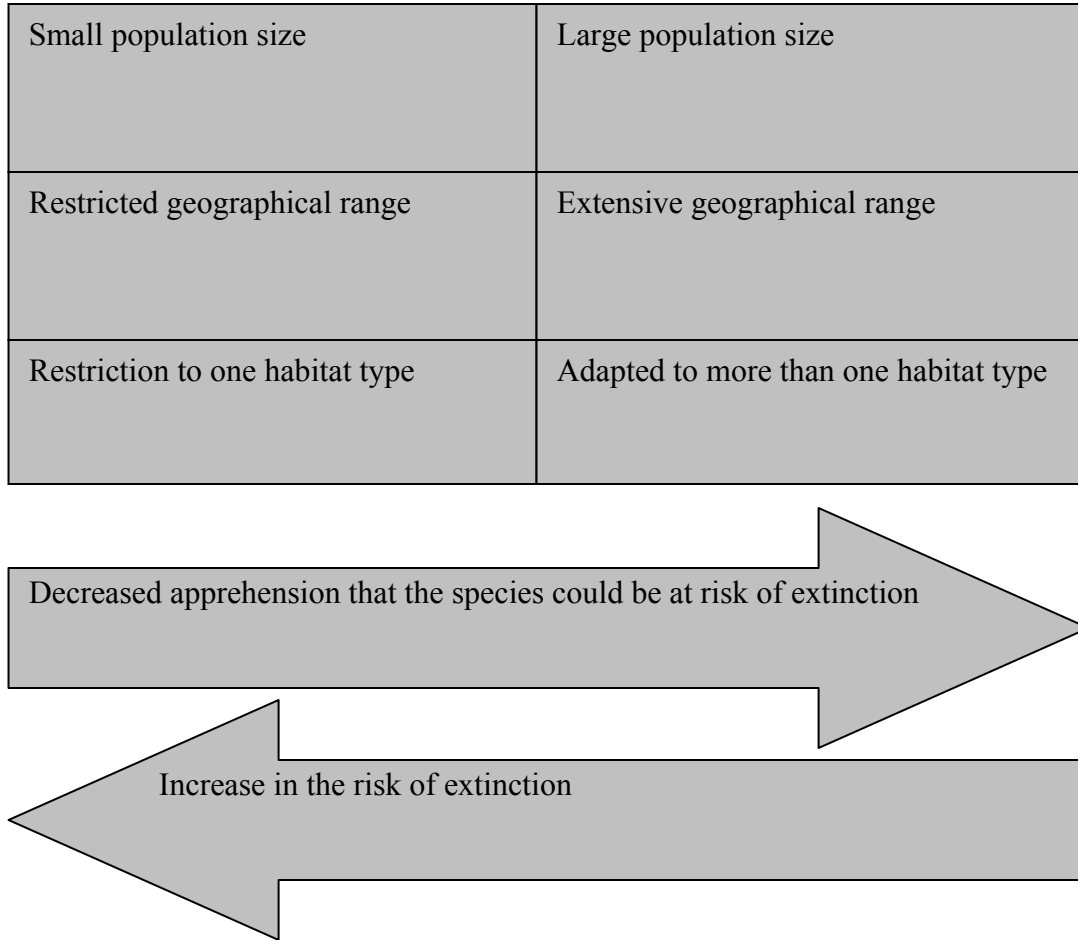 Small population size
Large population size
Restricted geographical range
Extensive geographical range
Restriction to one habitat type
Adapted to more than one habitat type
Decreased apprehension that the species could be at risk of extinction
Increase in the risk of extinction